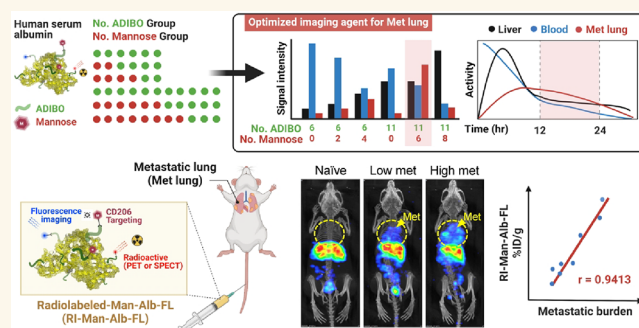 Human serum
albumin
ADIBO
Mannose
No. ADIBO Group
No. Mannose Group
Optimized imaging agent for Met lung
Signal intensity
No. ADIBO 6 6 6 11 11 11
No. Mannose 0 2 4 0 6 8
Liver Blood Met lung
Activity
Time (hr) 12 24
Metastatic lung
(Met lung)
Fluorescence
imaging
CD206
Targeting
Radioactive
(PET or SPECT)
Radiolabeled-Man-Alb-FL
(RI-Man-Alb-FL)
Naïve Low met High met
Met Met
RI-Man-Alb-FL
%ID/g
r = 0.9413
Metastatic burden